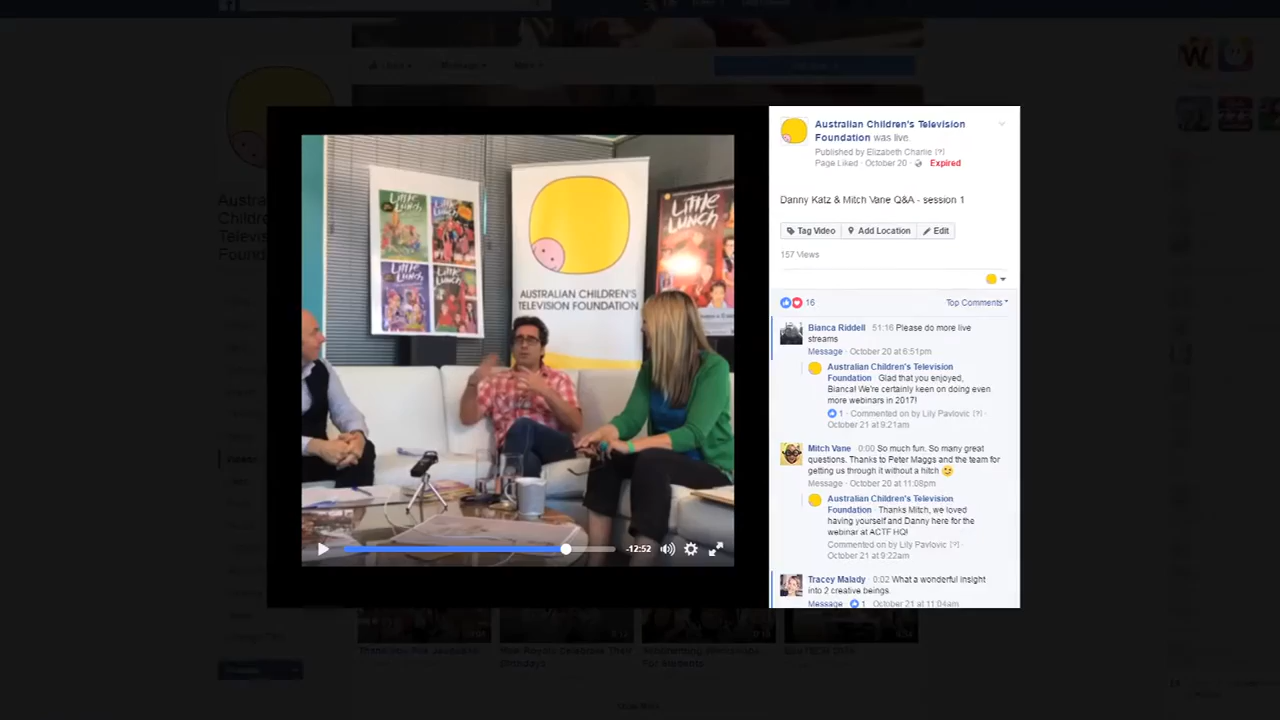 LITTLE LUNCH
LITTLE LUNCH
LITTLE LUNCH
LITTLE LUNCH
AUSTRALIAN CHILDREN'S
TELEVISION FOUNDATION
LITTLE
LUNCH
-12:52
Australian Children's Television
Foundation was live.
Published by Elizabeth Charlie [?]
Page Liked · October 20 · Expired
Danny Katz & Mitch Vane Q&A - session 1
Tag Video Add Location Edit
157 Views
16 Top Comments
Bianca Riddell 51:16 Please do more live
streams
Message · October 20 at 6:51pm
Australian Children's Television
Foundation Glad that you enjoyed,
Bianca! We're certainly keen on doing even
more webinars in 2017!
1 · Commented on by Lily Pavlovic [?] ·
October 21 at 9:21am
Mitch Vane 0:00 So much fun. So many great
questions. Thanks to Peter Maggs and the team for
getting us through it without a hitch
Message · October 20 at 11:08pm
Australian Children's Television
Foundation Thanks Mitch, we loved
having yourself and Danny here for the
webinar at ACTF HQ!
Commented on by Lily Pavlovic [?] ·
October 21 at 9:22am
Tracey Malady 0:02 What a wonderful insight
into 2 creative beings.
Message · 1 · October 21 at 11:04am